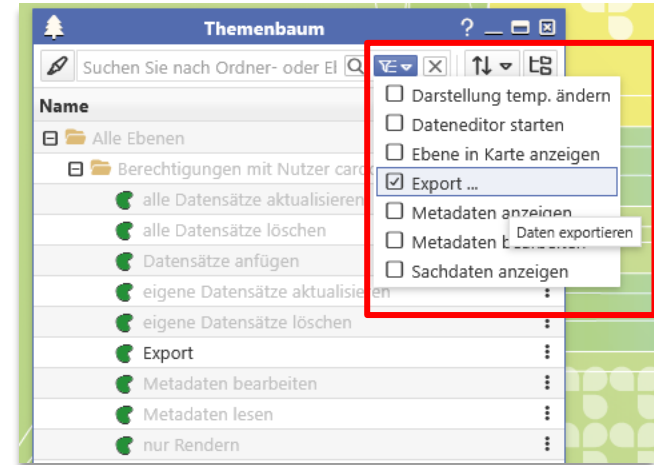 Themenbaum ?
Suchen Sie nach Ordner- oder El
Name
Darstellung temp. ändern
Dateneditor starten
Ebene in Karte anzeigen
Export ...
Metadaten anzeigen
Metadaten
Daten exportieren
Sachdaten anzeigen
Alle Ebenen
Berechtigungen mit Nutzer
alle Datensätze aktualisieren
alle Datensätze löschen
Datensätze anfügen
eigene Datensätze aktualisieren
eigene Datensätze löschen
Export
Metadaten bearbeiten
Metadaten lesen
nur Rendern